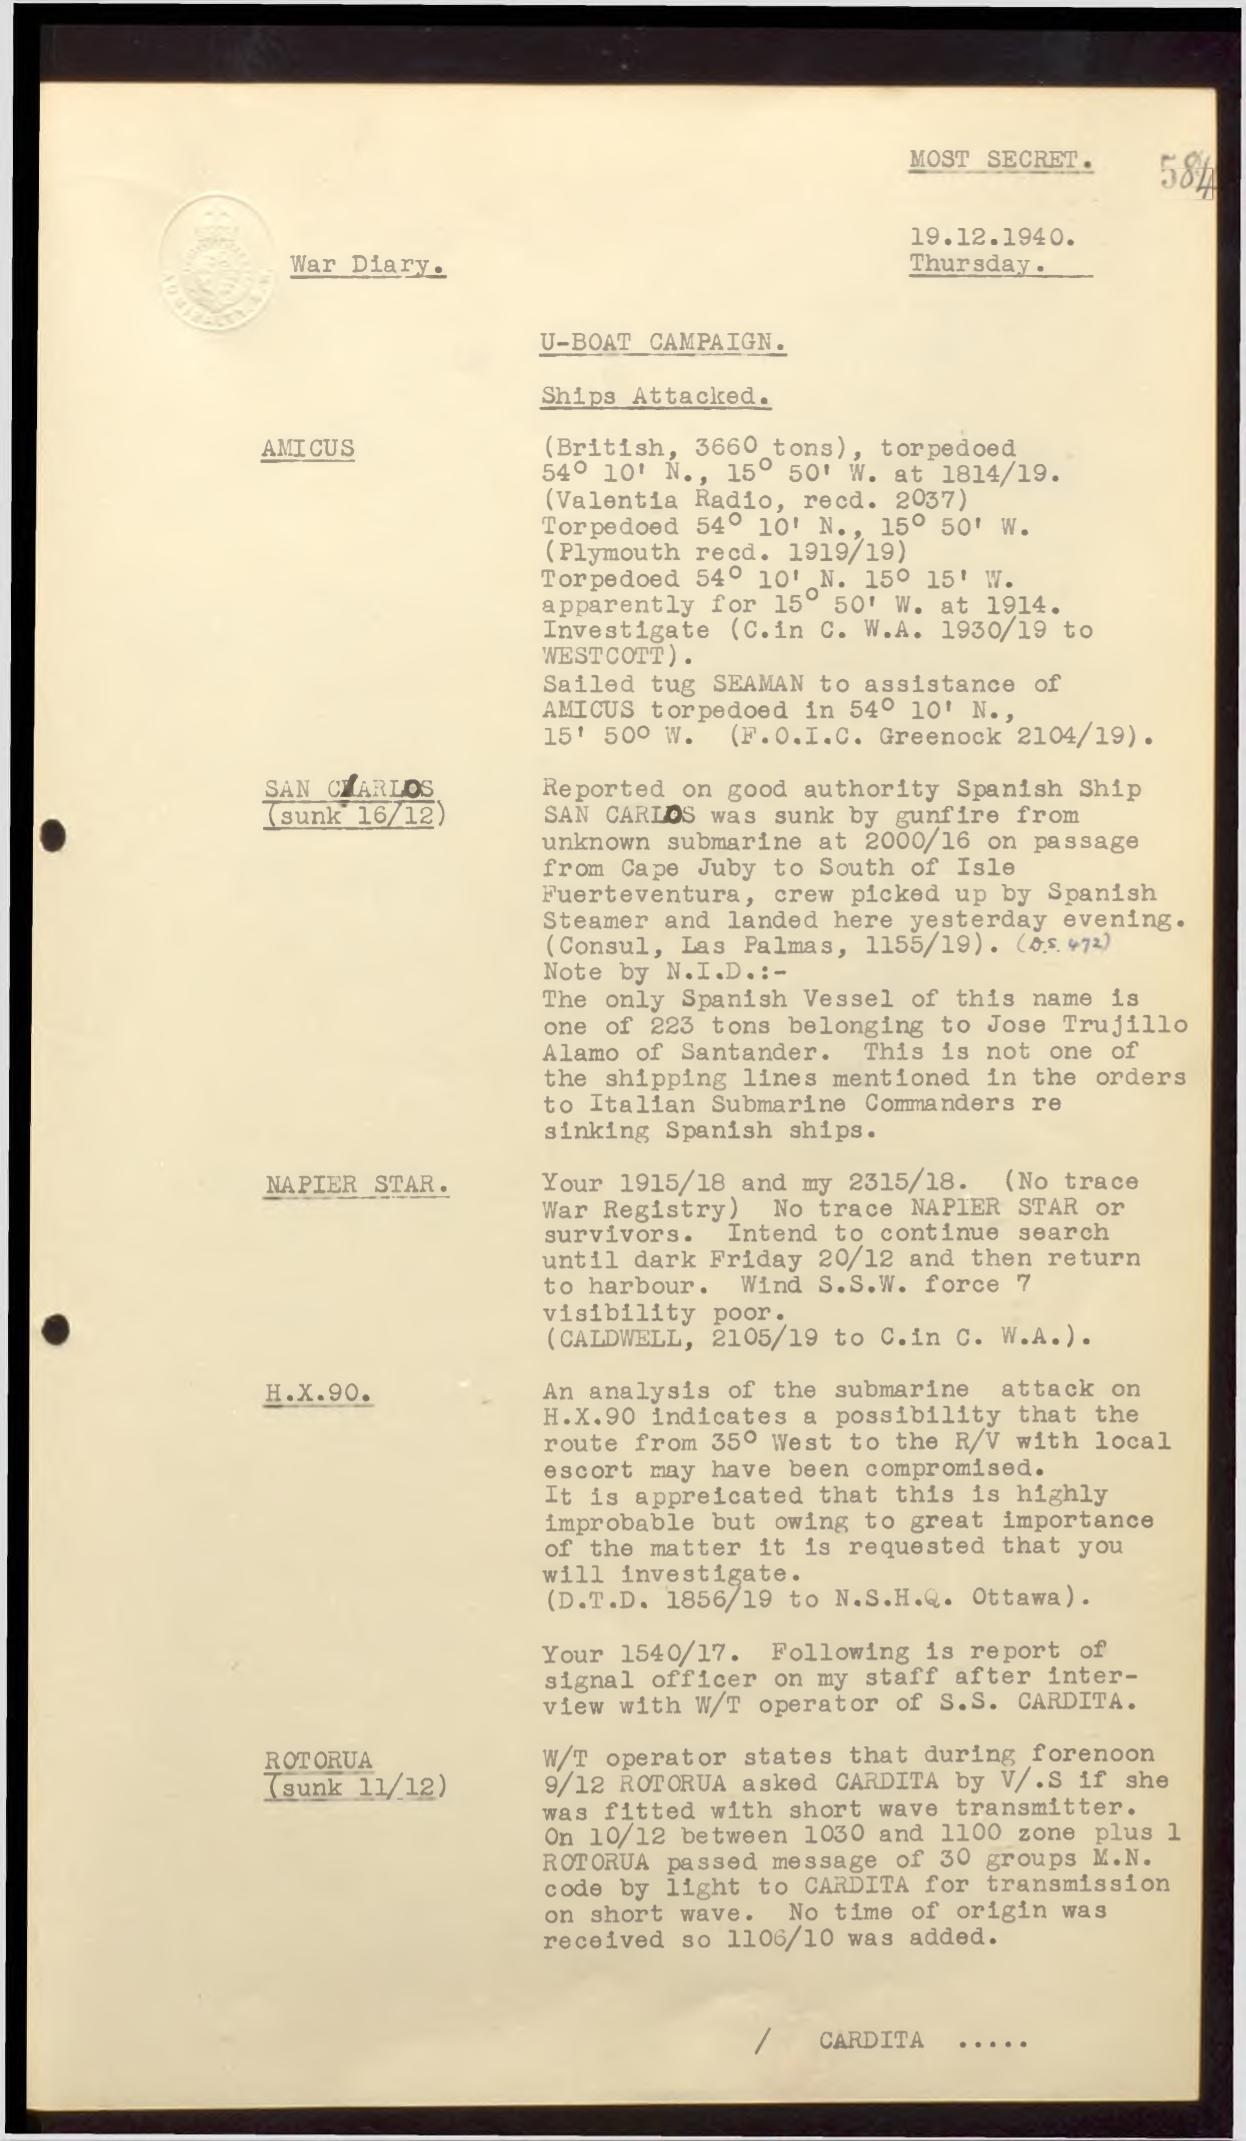 MOST SECRET.
584
19.12.1940.
War Diary.
Thursday.
U-BOAT CAMPAIGN.
Ships Attacked.
AMICUS
(British, 3660 tons), torpedoed
54° 10' N., 15° 50' W. at 1814/19.
(Valentia Radio, recd. 2037)
Torpedoed 54° 10' N., 15° 50' W.
(Plymouth recd. 1919/19)
Torpedoed 54° 10' N. 15° 15' W.
apparently for 15° 50' W. at 1914.
Investigate (C.in C. W.A. 1930/19 to
WESTCOTT).
Sailed tug SEAMAN to assistance of
AMICUS torpedoed in 54° 10' N.,
15' 50° W. (F.O.I.C. Greenock 2104/19).
SAN CARLOS
(sunk 16/12)
Reported on good authority Spanish Ship
SAN CARLOS was sunk by gunfire from
unknown submarine at 2000/16 on passage
from Cape Juby to South of Isle
Fuerteventura, crew picked up by Spanish
Steamer and landed here yesterday evening.
(Consul, Las Palmas, 1155/19). (O.S. 472)
Note by N.I.D.:-
The only Spanish Vessel of this name is
one of 223 tons belonging to Jose Trujillo
Alamo of Santander. This is not one of
the shipping lines mentioned in the orders
to Italian Submarine Commanders re
sinking Spanish ships.
NAPIER STAR.
Your 1915/18 and my 2315/18. (No trace
War Registry) No trace NAPIER STAR or
survivors. Intend to continue search
until dark Friday 20/12 and then return
to harbour. Wind S.S.W. force 7
visibility poor.
(CALDWELL, 2105/19 to C.in C. W.A.).
H.X.90.
An analysis of the submarine attack on
H.X.90 indicates a possibility that the
route from 35° West to the R/V with local
escort may have been compromised.
It is appreicated that this is highly
improbable but owing to great importance
of the matter it is requested that you
will investigate.
(D.T.D. 1856/19 to N.S.H.Q. Ottawa).
Your 1540/17. Following is report of
signal officer on my staff after inter-
view with W/T operator of S.S. CARDITA.
ROTORUA
(sunk 11/12)
W/T operator states that during forenoon
9/12 ROTORUA asked CARDITA by V/.S if she
was fitted with short wave transmitter.
On 10/12 between 1030 and 1100 zone plus 1
ROTORUA passed message of 30 groups M.N.
code by light to CARDITA for transmission
on short wave. No time of origin was
received so 1106/10 was added.
/ CARDITA .....